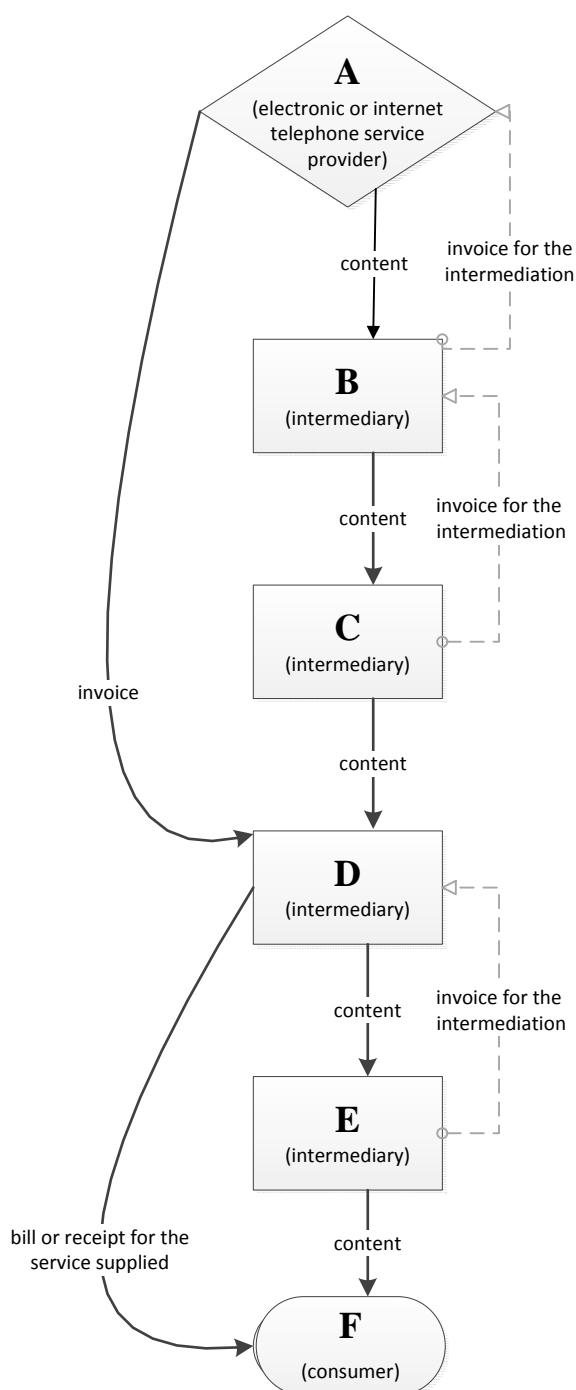 A
(electronic or internet
telephone service
provider)
content
invoice for the
intermediation
B
(intermediary)
content
invoice for the
intermediation
C
(intermediary)
invoice
content
D
(intermediary)
content
invoice for the
intermediation
E
(intermediary)
bill or receipt for the
service supplied
content
F
(consumer)